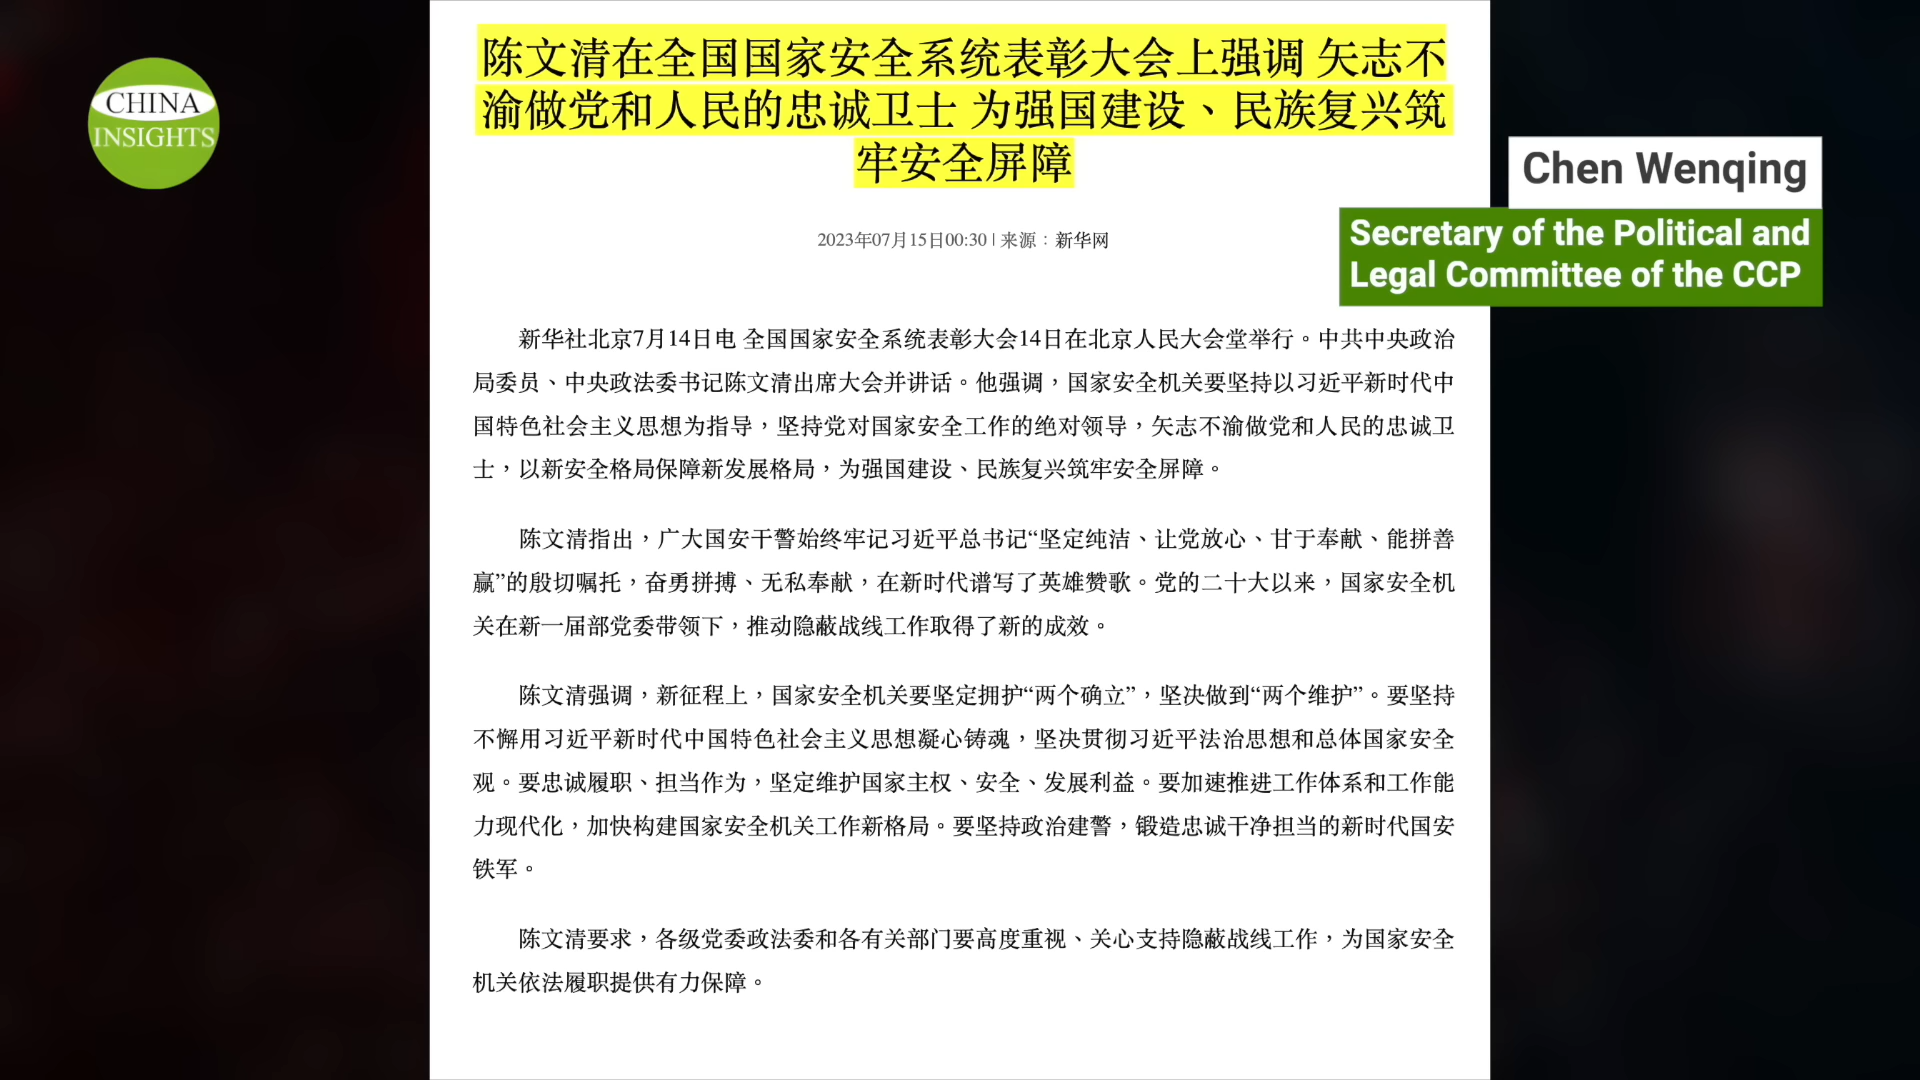 CHINA
INSIGHTS
陈文清在全国国家安全系统表彰大会上强调 矢志不
渝做党和人民的忠诚卫士 为强国建设、民族复兴筑
牢安全屏障
Chen Wenqing
Secretary of the Political and
Legal Committee of the CCP
2023年07月15日00:30 | 来源：新华网
新华社北京7月14日电 全国国家安全系统表彰大会14日在北京人民大会堂举行。中共中央政治
局委员、中央政法委书记陈文清出席大会并讲话。他强调，国家安全机关要坚持以习近平新时代中
国特色社会主义思想为指导，坚持党对国家安全工作的绝对领导，矢志不渝做党和人民的忠诚卫
士，以新安全格局保障新发展格局，为强国建设、民族复兴筑牢安全屏障。
陈文清指出，广大国安干警始终牢记习近平总书记“坚定纯洁、让党放心、甘于奉献、能拼善
赢”的殷切嘱托，奋勇拼搏、无私奉献，在新时代谱写了英雄赞歌。党的二十大以来，国家安全机
关在新一届部党委带领下，推动隐蔽战线工作取得了新的成效。
陈文清强调，新征程上，国家安全机关要坚定拥护“两个确立”，坚决做到“两个维护”。要坚持
不懈用习近平新时代中国特色社会主义思想凝心铸魂，坚决贯彻习近平法治思想和总体国家安全
观。要忠诚履职、担当作为，坚定维护国家主权、安全、发展利益。要加速推进工作体系和工作能
力现代化，加快构建国家安全机关工作新格局。要坚持政治建警，锻造忠诚干净担当的新时代国安
铁军。
陈文清要求，各级党委政法委和各有关部门要高度重视、关心支持隐蔽战线工作，为国家安全
机关依法履职提供有力保障。